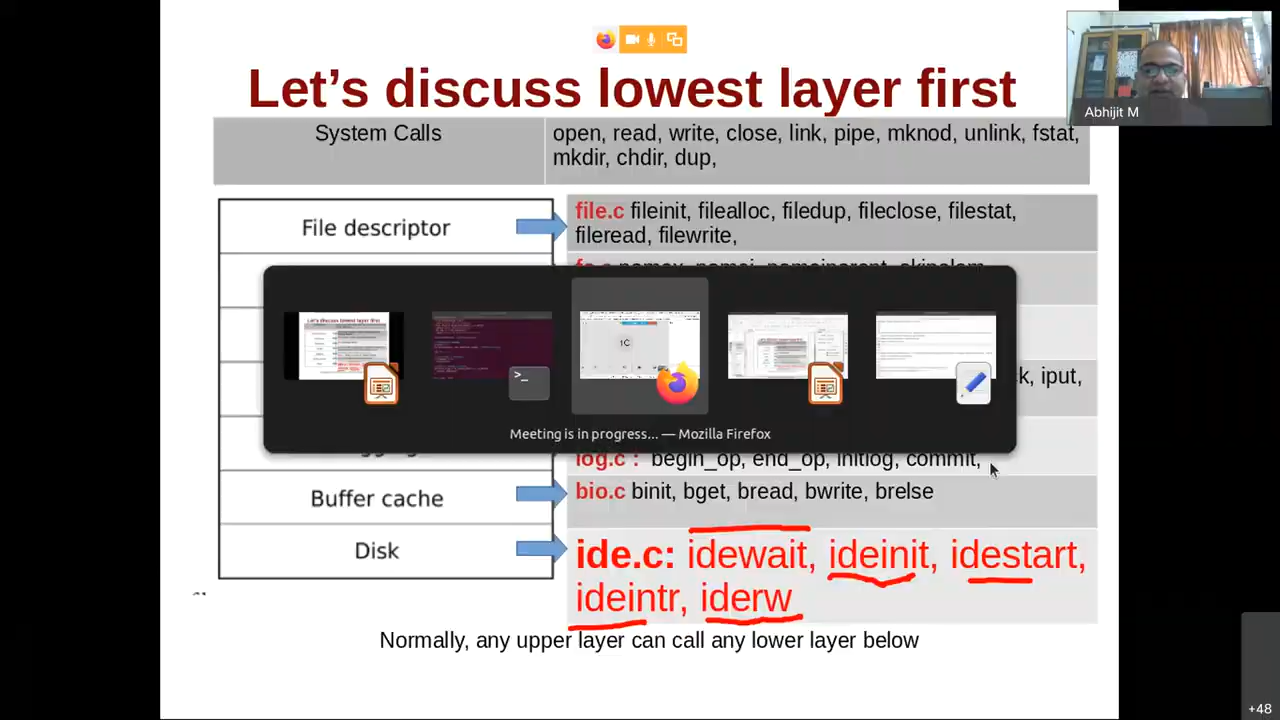 Let's discuss lowest layer first
Abhijit M
System Calls
open, read, write, close, link, pipe, mknod, unlink, fstat,
mkdir, chdir, dup,
File descriptor
file.c fileinit, filealloc, filedup, fileclose, filestat,
fileread, filewrite,
k, iput,
Meeting is in progress... — Mozilla Firefox
log.c : begin_op, end_op, initlog, commit,
Buffer cache
bio.c binit, bget, bread, bwrite, brelse
Disk
ide.c: idewait, ideinit, idestart,
ideintr, iderw
Normally, any upper layer can call any lower layer below
+48